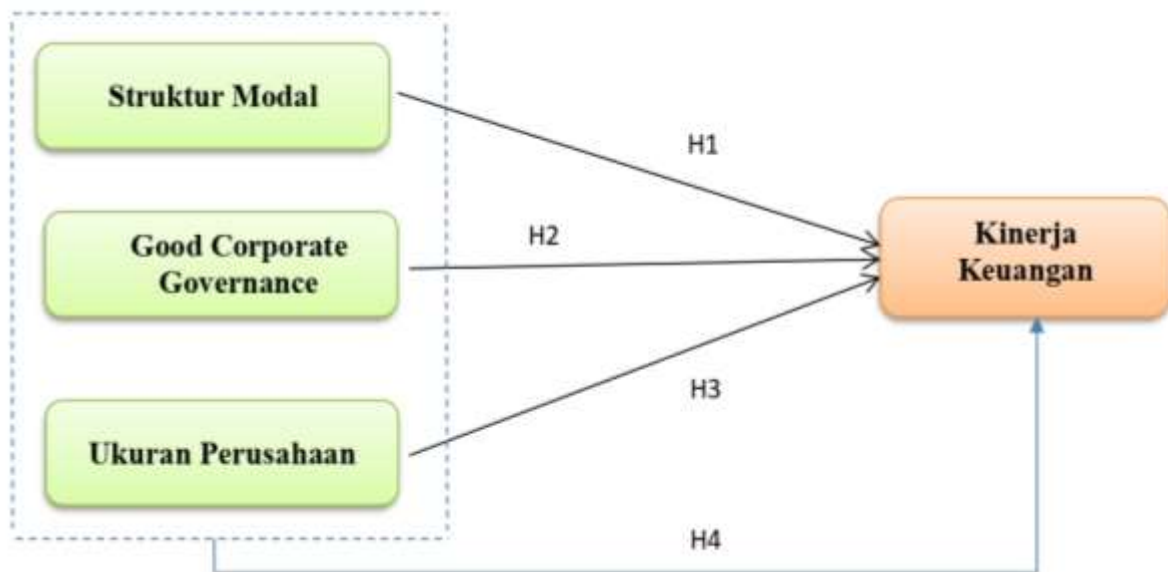 Struktur Modal
H1
Good Corporate
Governance
H2
Kinerja
Keuangan
Ukuran Perusahaan
H3
H4